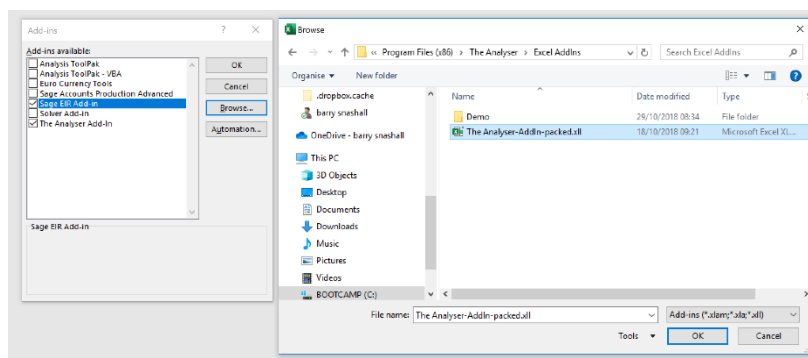 Add-ins
?
Add-ins available:
Analysis ToolPak
Analysis ToolPak - VBA
Euro Currency Tools
Sage Accounts Production Advanced
Sage EIR Add-in
Solver Add-in
The Analyser Add-In
OK
Cancel
Browse...
Automation...
Sage EIR Add-in
Browse
« Program Files (x86) > The Analyser > Excel AddIns
Search Excel AddIns
Organise
New folder
.dropbox.cache
barry snashall
OneDrive - barry snashall
This PC
3D Objects
Desktop
Documents
Downloads
Music
Pictures
Videos
BOOTCAMP (C:)
Name Date modified Type
Demo 29/10/2018 08:34 File folder
The Analyser-AddIn-packed.xll 18/10/2018 09:21 Microsoft Excel XL...
File name: The Analyser-AddIn-packed.xll Add-ins (*.xlam;*.xla;*.xll)
Tools OK Cancel